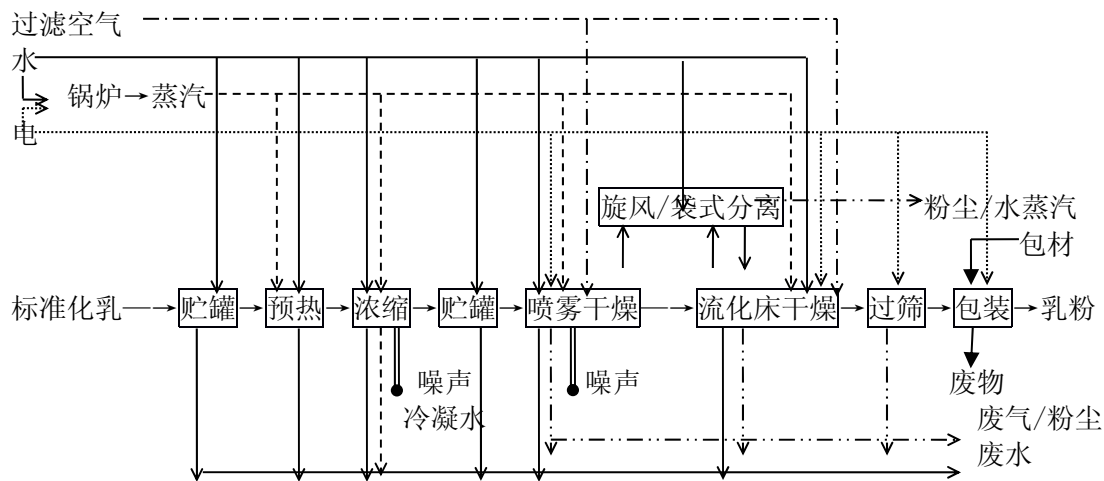 过滤空气
水
锅炉→蒸汽
电
旋风/袋式分离
粉尘/水蒸汽
包材
标准化乳
贮罐
预热
浓缩
贮罐
喷雾干燥
流化床干燥
过筛
包装
乳粉
噪声
噪声
废物
冷凝水
废气/粉尘
废水